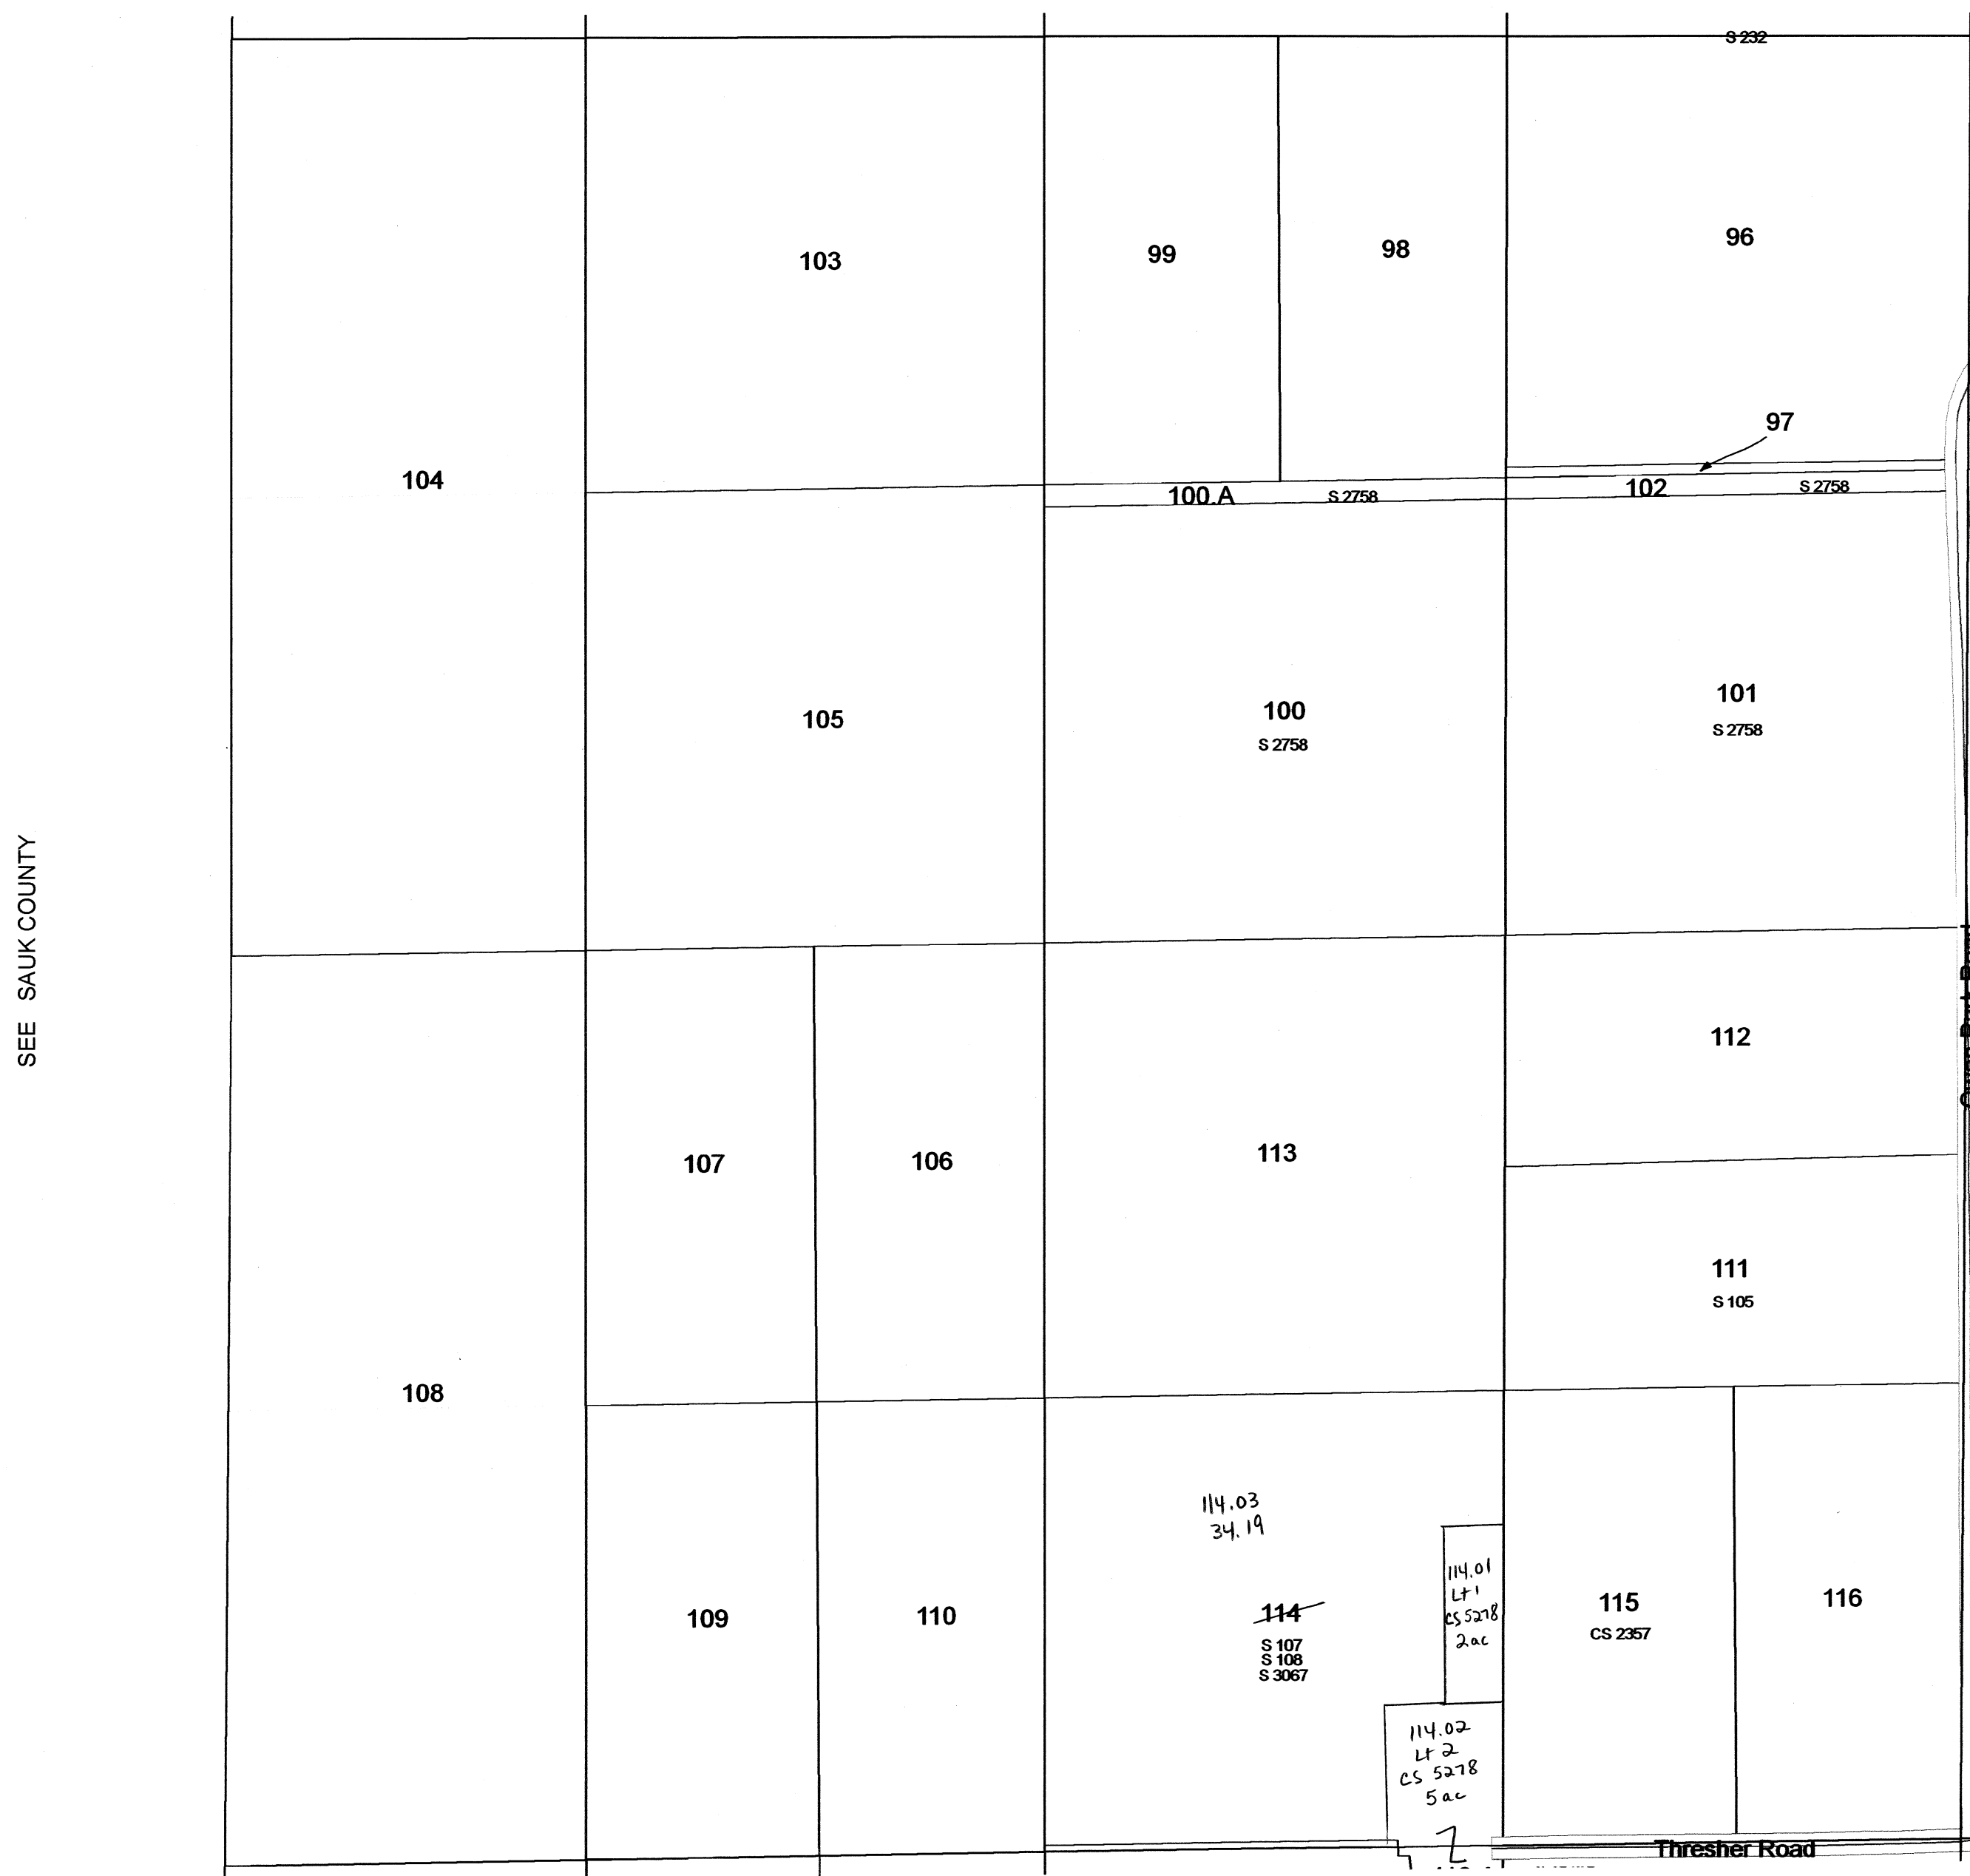 S 232
103
99
98
96
97
104
100.A
S 2758
102
S 2758
105
100
S 2758
101
S 2758
SEE SAUK COUNTY
112
107
106
113
111
S 105
108
114.03
34.19
109
110
114
S 107
S 108
S 3067
114.01
Lt 1
CS 5278
2ac
115
CS 2357
116
114.02
Lt 2
CS 5278
5ac
Thresher Road